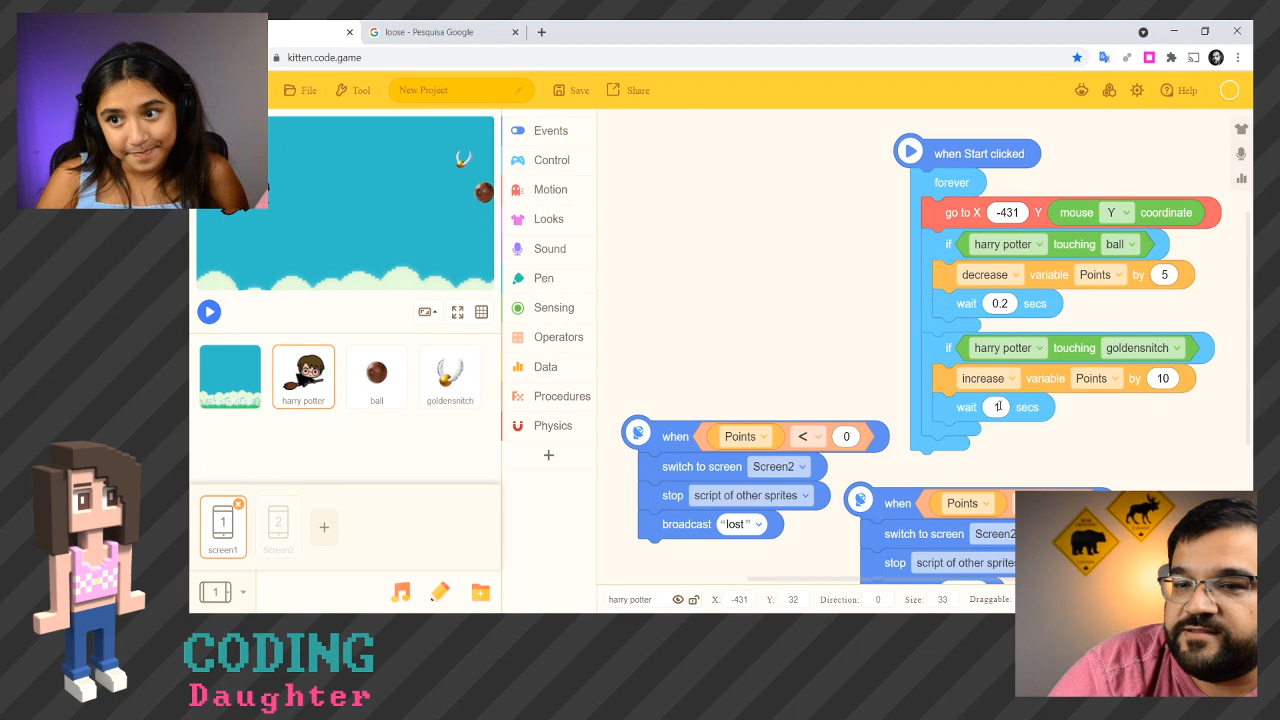 loose - Pesquisa Google
kitten.code.game
File
Tool
New Project
Save
Share
Help
Events
Control
Motion
Looks
Sound
Pen
Sensing
Operators
Data
Procedures
Physics
when Start clicked
forever
go to X -431 Y mouse Y coordinate
if harry potter touching ball
decrease variable Points by 5
wait 0.2 secs
if harry potter touching goldensnitch
increase variable Points by 10
wait 1 secs
when Points < 0
switch to screen Screen2
stop script of other sprites
broadcast "lost"
when Points
switch to screen Screen2
stop script of other sprites
harry potter
ball
goldensnitch
1
screen1
2
Screen2
1
harry potter X: -431 Y: 32 Direction: 0 Size: 33 Draggable:
CODING
Daughter